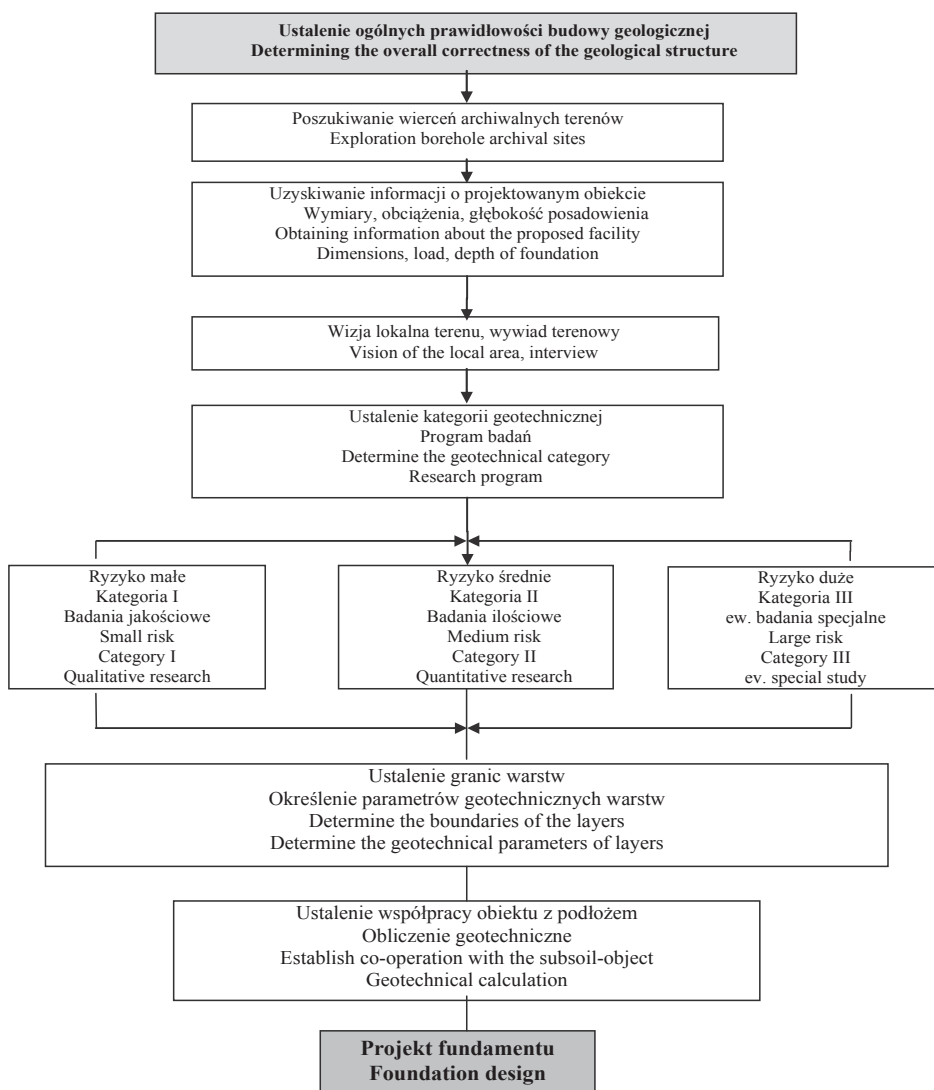 Ustalenie ogólnych prawidłowości budowy geologicznej
Determining the overall correctness of the geological structure
Poszukiwanie wierceń archiwalnych terenów
Exploration borehole archival sites
Uzyskiwanie informacji o projektowanym obiekcie
Wymiary, obciążenia, głębokość posadowienia
Obtaining information about the proposed facility
Dimensions, load, depth of foundation
Wizja lokalna terenu, wywiad terenowy
Vision of the local area, interview
Ustalenie kategorii geotechnicznej
Program badań
Determine the geotechnical category
Research program
Ryzyko małe
Kategoria I
Badania jakościowe
Small risk
Category I
Qualitative research
Ryzyko średnie
Kategoria II
Badania ilościowe
Medium risk
Category II
Quantitative research
Ryzyko duże
Kategoria III
ew. badania specjalne
Large risk
Category III
ev. special study
Ustalenie granic warstw
Określenie parametrów geotechnicznych warstw
Determine the boundaries of the layers
Determine the geotechnical parameters of layers
Ustalenie współpracy obiektu z podłożem
Obliczenie geotechniczne
Establish co-operation with the subsoil-object
Geotechnical calculation
Projekt fundamentu
Foundation design